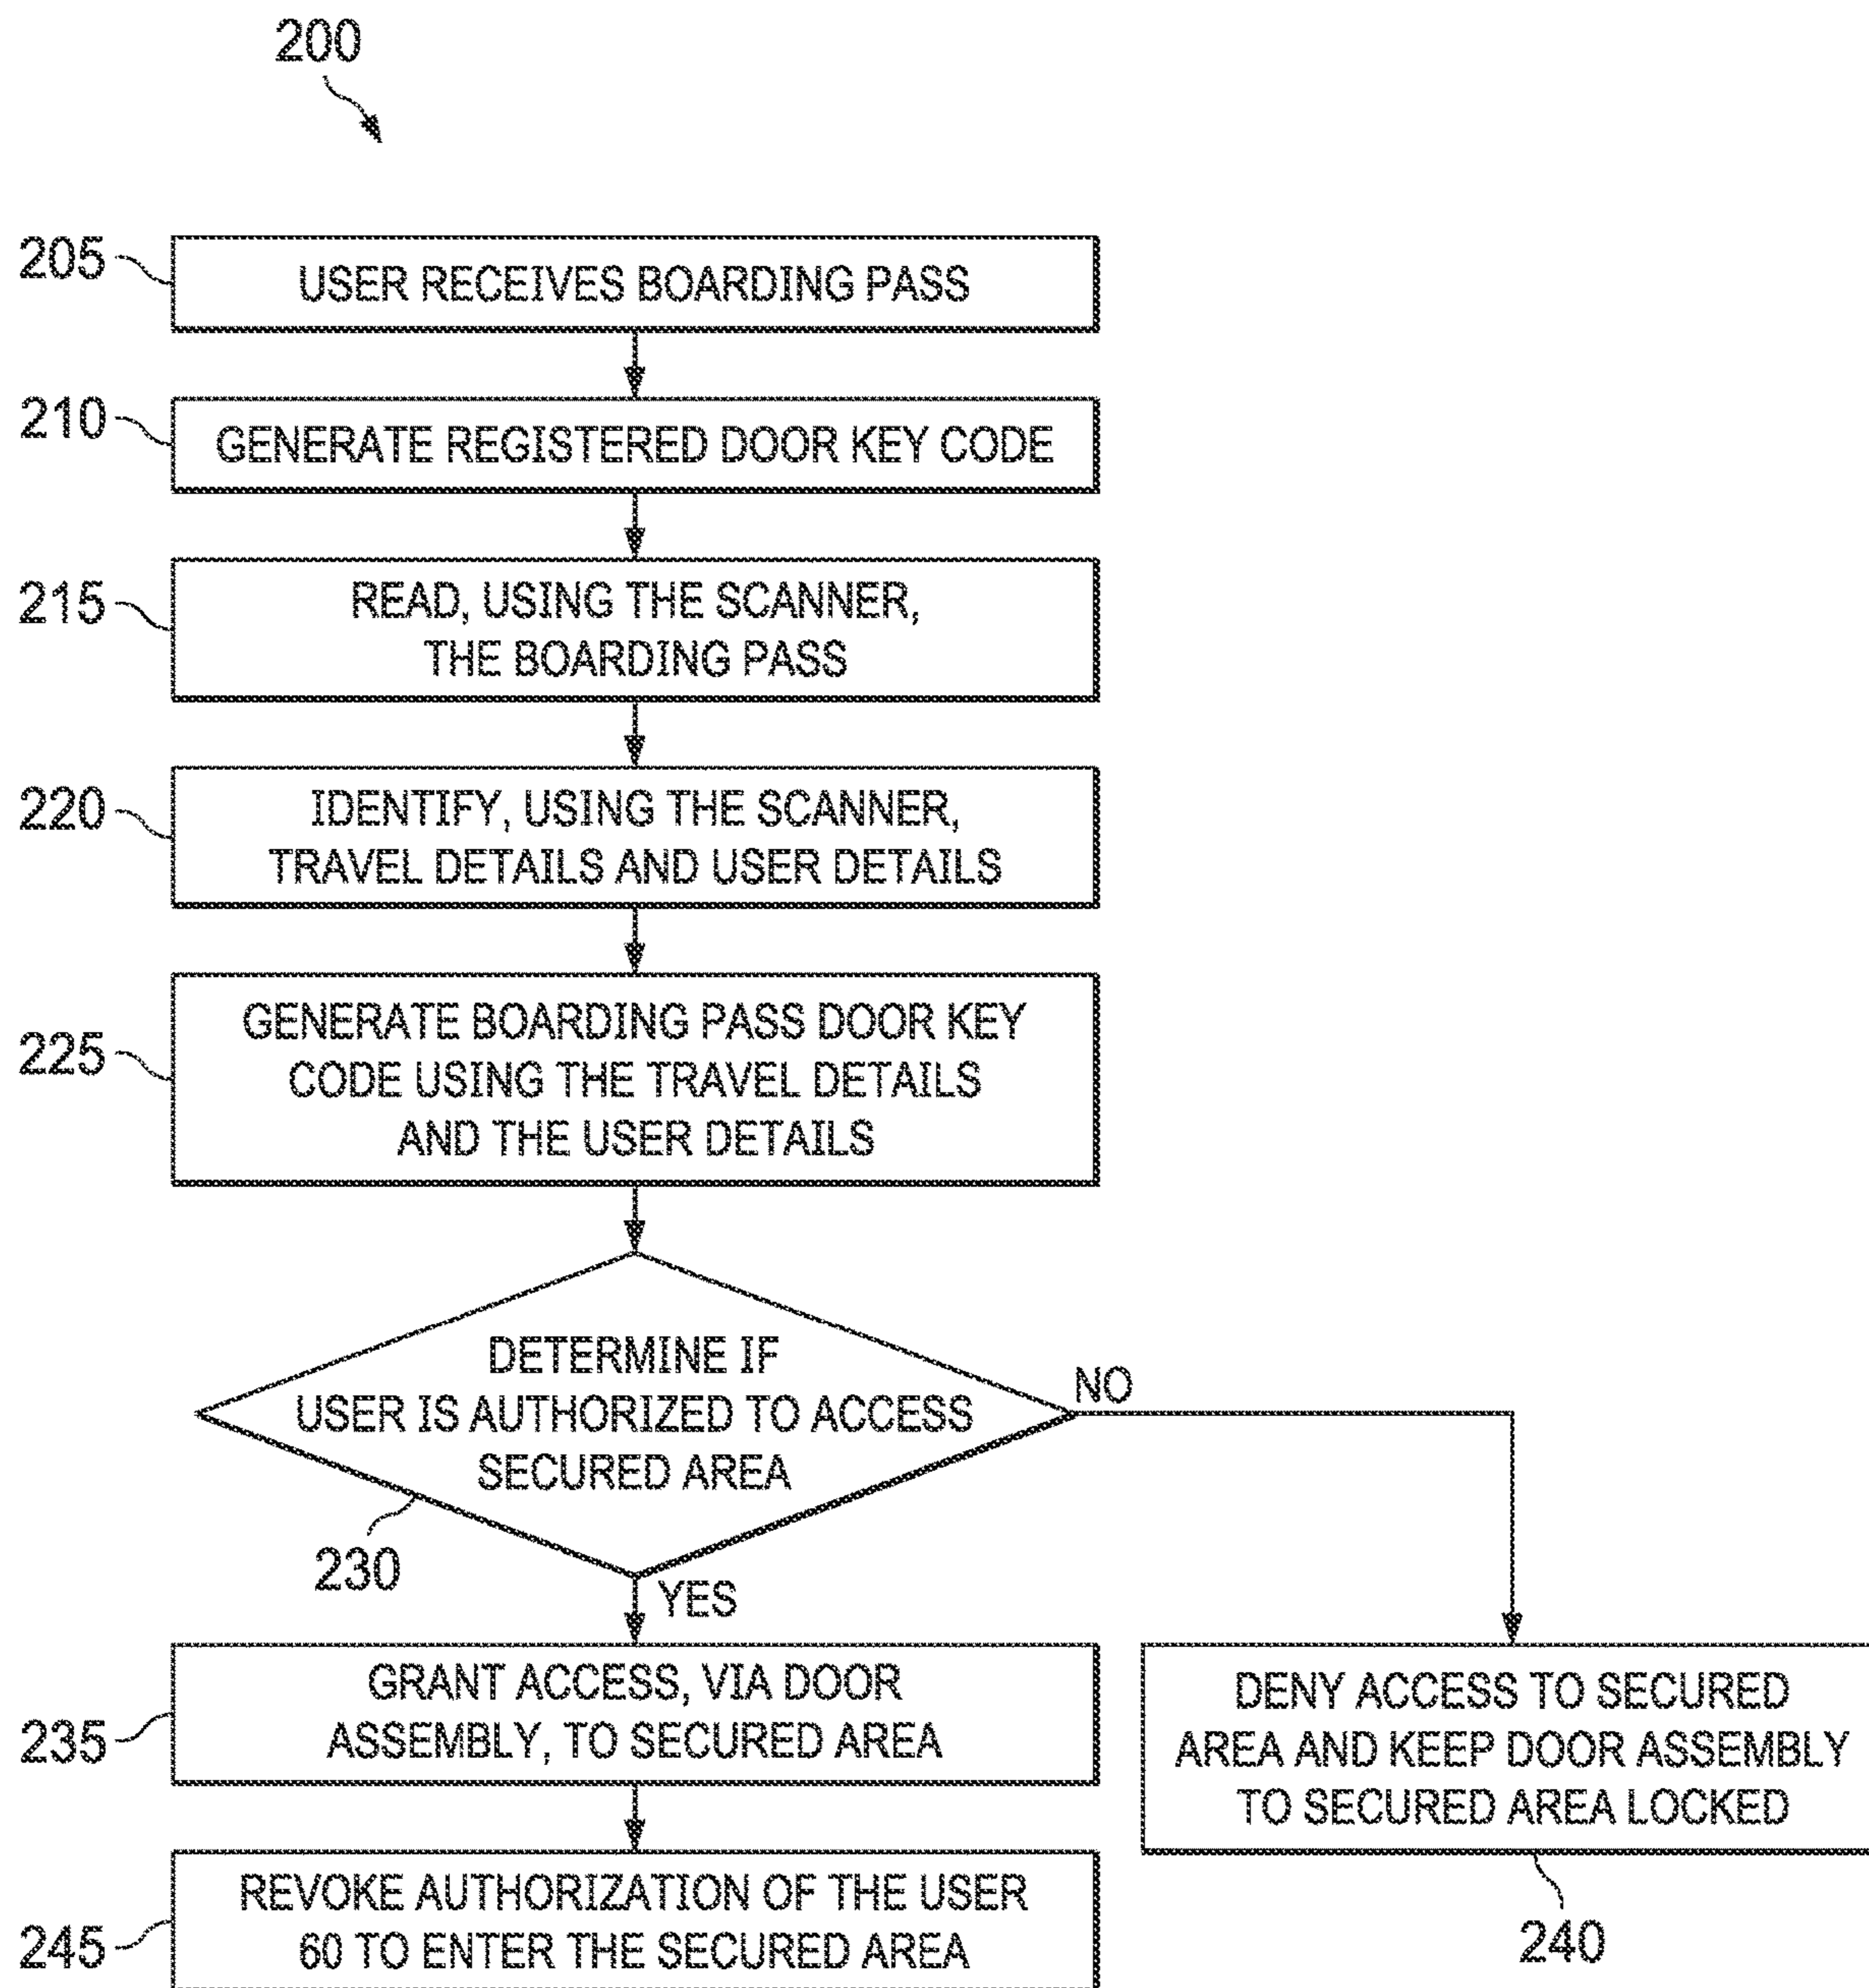 200
205
USER RECEIVES BOARDING PASS
210
GENERATE REGISTERED DOOR KEY CODE
215
READ, USING THE SCANNER,
THE BOARDING PASS
220
IDENTIFY, USING THE SCANNER,
TRAVEL DETAILS AND USER DETAILS
225
GENERATE BOARDING PASS DOOR KEY
CODE USING THE TRAVEL DETAILS
AND THE USER DETAILS
DETERMINE IF
USER IS AUTHORIZED TO ACCESS
SECURED AREA
230
NO
YES
235
GRANT ACCESS, VIA DOOR
ASSEMBLY, TO SECURED AREA
DENY ACCESS TO SECURED
AREA AND KEEP DOOR ASSEMBLY
TO SECURED AREA LOCKED
240
245
REVOKE AUTHORIZATION OF THE USER
60 TO ENTER THE SECURED AREA